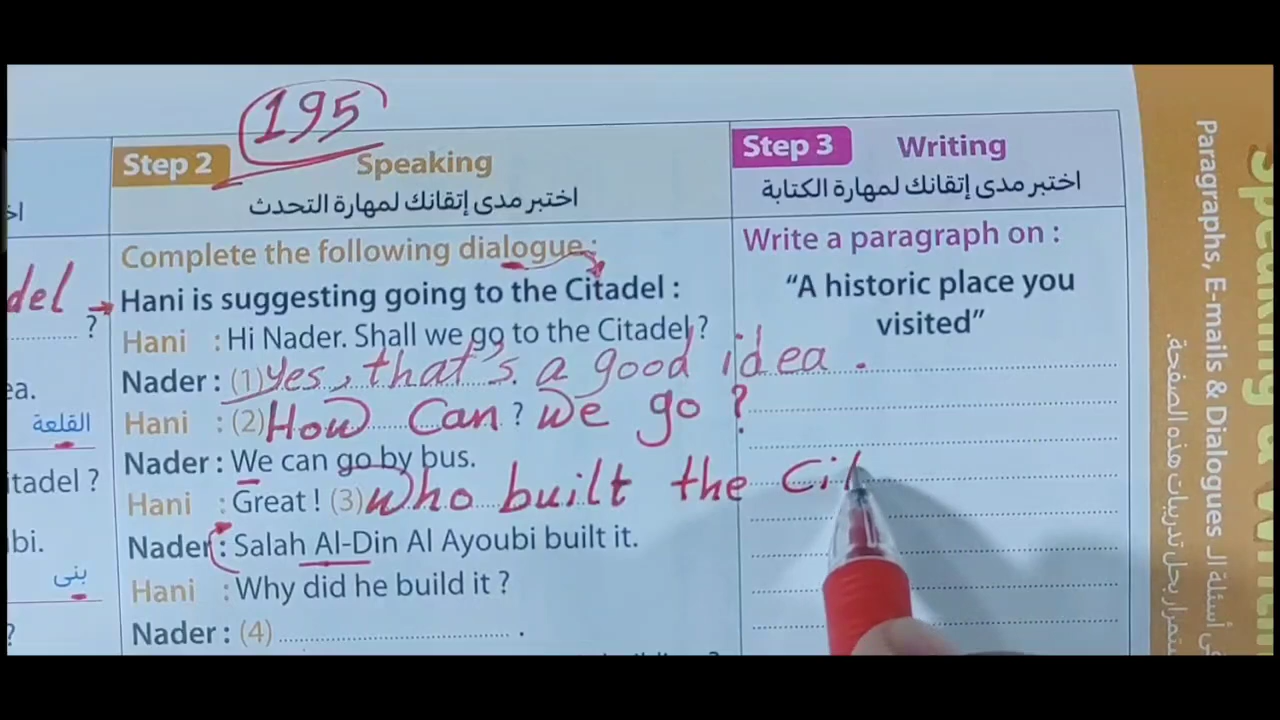 195
Step 2 Speaking
اختبر مدى إتقانك لمهارة التحدث
Complete the following dialogue :
Hani is suggesting going to the Citadel :
Hani : Hi Nader. Shall we go to the Citadel ?
Nader : (1) Yes, that's a good idea.
Hani : (2) How can we go ?
?
Nader : We can go by bus.
Hani : Great ! (3) Who built the Cit
Nader : Salah Al-Din Al Ayoubi built it.
Hani : Why did he build it ?
Nader : (4) .
Step 3 Writing
اختبر مدى إتقانك لمهارة الكتابة
Write a paragraph on :
“A historic place you
visited”
del
?
ea.
القلعة
itadel ?
bi.
بنى
?
Paragraphs, E-mails & Dialogues